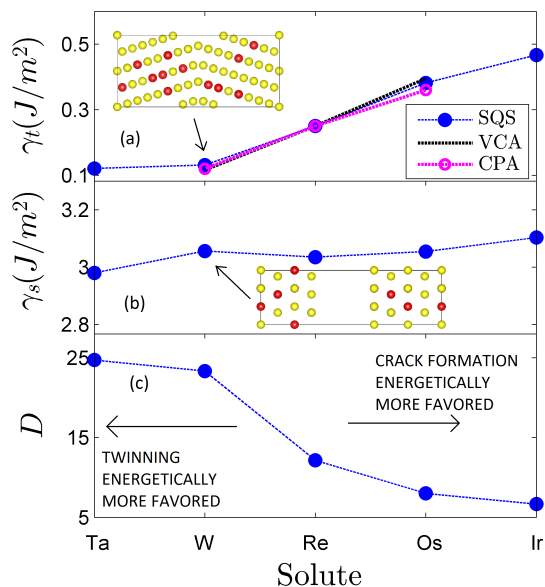 0.5
0.3
0.1
γt(J/m²)
(a)
SQS
VCA
CPA
3.2
3
2.8
γs(J/m²)
(b)
25
15
5
D
(c)
CRACK FORMATION
ENERGETICALLY
MORE FAVORED
TWINNING
ENERGETICALLY
MORE FAVORED
Ta W Re Os Ir
Solute